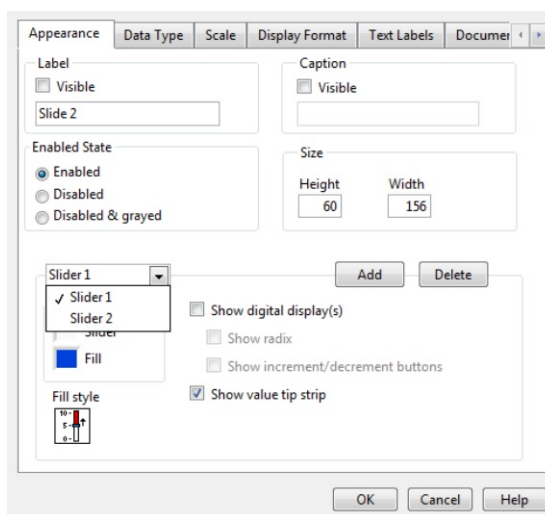 Appearance Data Type Scale Display Format Text Labels Documer
Label
Visible
Slide 2
Caption
Visible
Enabled State
Enabled
Disabled
Disabled & grayed
Size
Height Width
60 156
Slider 1 Add Delete
Slider 1
Slider 2
Slider
Fill
Show digital display(s)
Show radix
Show increment/decrement buttons
Show value tip strip
Fill style
10-
5-
0-
OK Cancel Help